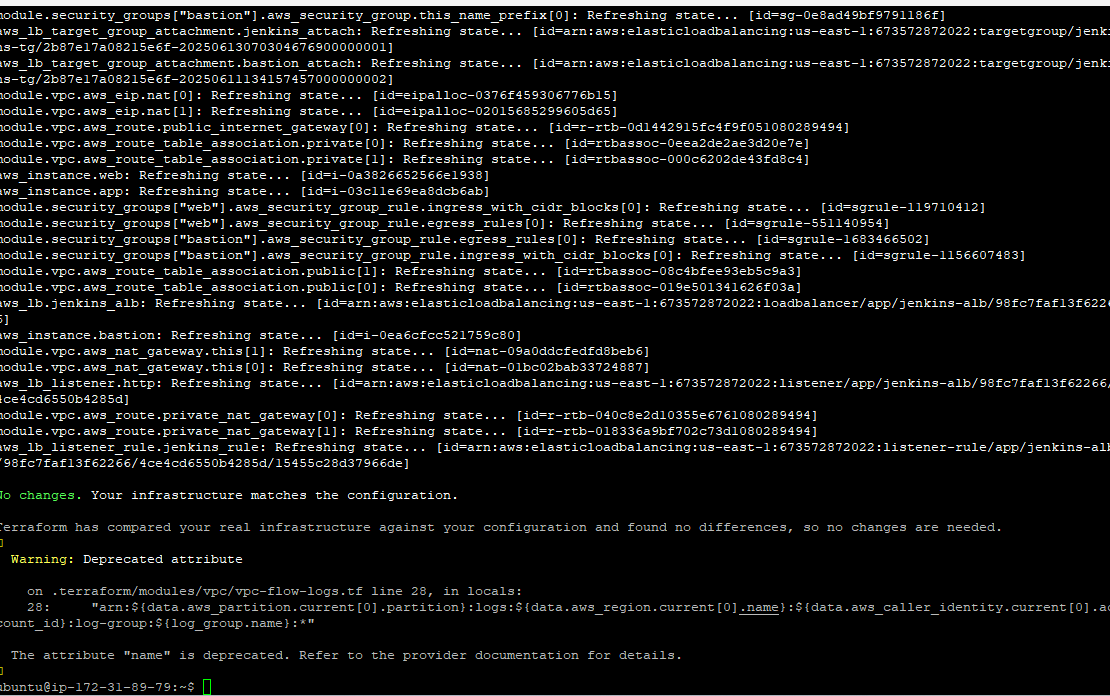 module.security_groups["bastion"].aws_security_group.this_name_prefix[0]: Refreshing state... [id=sg-0e8ad49bf9791186f]
aws_lb_target_group_attachment.jenkins_attach: Refreshing state... [id=arn:aws:elasticloadbalancing:us-east-1:673572872022:targetgroup/jenki
ns-tg/2b87e17a08215e6f-20250613070304676900000001]
aws_lb_target_group_attachment.bastion_attach: Refreshing state... [id=arn:aws:elasticloadbalancing:us-east-1:673572872022:targetgroup/jenki
ns-tg/2b87e17a08215e6f-20250611134157457000000002]
module.vpc.aws_eip.nat[0]: Refreshing state... [id=eipalloc-0376f459306776b15]
module.vpc.aws_eip.nat[1]: Refreshing state... [id=eipalloc-02015685299605d65]
module.vpc.aws_route.public_internet_gateway[0]: Refreshing state... [id=r-rtb-0d1442915fc4f9f051080289494]
module.vpc.aws_route_table_association.private[0]: Refreshing state... [id=rtbassoc-0eea2de2ae3d20e7e]
module.vpc.aws_route_table_association.private[1]: Refreshing state... [id=rtbassoc-000c6202de43fd8c4]
aws_instance.web: Refreshing state... [id=i-0a3826652566e1938]
aws_instance.app: Refreshing state... [id=i-03c11e69ea8dcb6ab]
module.security_groups["web"].aws_security_group_rule.ingress_with_cidr_blocks[0]: Refreshing state... [id=sgrule-119710412]
module.security_groups["web"].aws_security_group_rule.egress_rules[0]: Refreshing state... [id=sgrule-551140954]
module.security_groups["bastion"].aws_security_group_rule.egress_rules[0]: Refreshing state... [id=sgrule-1683466502]
module.security_groups["bastion"].aws_security_group_rule.ingress_with_cidr_blocks[0]: Refreshing state... [id=sgrule-1156607483]
module.vpc.aws_route_table_association.public[1]: Refreshing state... [id=rtbassoc-08c4bfee93eb5c9a3]
module.vpc.aws_route_table_association.public[0]: Refreshing state... [id=rtbassoc-019e501341626f03a]
aws_lb.jenkins_alb: Refreshing state... [id=arn:aws:elasticloadbalancing:us-east-1:673572872022:loadbalancer/app/jenkins-alb/98fc7faf13f6226
6]
aws_instance.bastion: Refreshing state... [id=i-0ea6cfcc521759c80]
module.vpc.aws_nat_gateway.this[1]: Refreshing state... [id=nat-09a0ddcfedfd8beb6]
module.vpc.aws_nat_gateway.this[0]: Refreshing state... [id=nat-01bc02bab33724887]
aws_lb_listener.http: Refreshing state... [id=arn:aws:elasticloadbalancing:us-east-1:673572872022:listener/app/jenkins-alb/98fc7faf13f62266/
4ce4cd6550b4285d]
module.vpc.aws_route.private_nat_gateway[0]: Refreshing state... [id=r-rtb-040c8e2d10355e6761080289494]
module.vpc.aws_route.private_nat_gateway[1]: Refreshing state... [id=r-rtb-018336a9bf702c73d1080289494]
aws_lb_listener_rule.jenkins_rule: Refreshing state... [id=arn:aws:elasticloadbalancing:us-east-1:673572872022:listener-rule/app/jenkins-alb
/98fc7faf13f62266/4ce4cd6550b4285d/15455c28d37966de]
No changes. Your infrastructure matches the configuration.
Terraform has compared your real infrastructure against your configuration and found no differences, so no changes are needed.
Warning: Deprecated attribute
on .terraform/modules/vpc/vpc-flow-logs.tf line 28, in locals:
28: "arn:${data.aws_partition.current[0].partition}:logs:${data.aws_region.current[0].name}:${data.aws_caller_identity.current[0].ac
count_id}:log-group:${log_group.name}:*"
The attribute "name" is deprecated. Refer to the provider documentation for details.
ubuntu@ip-172-31-89-79:~$